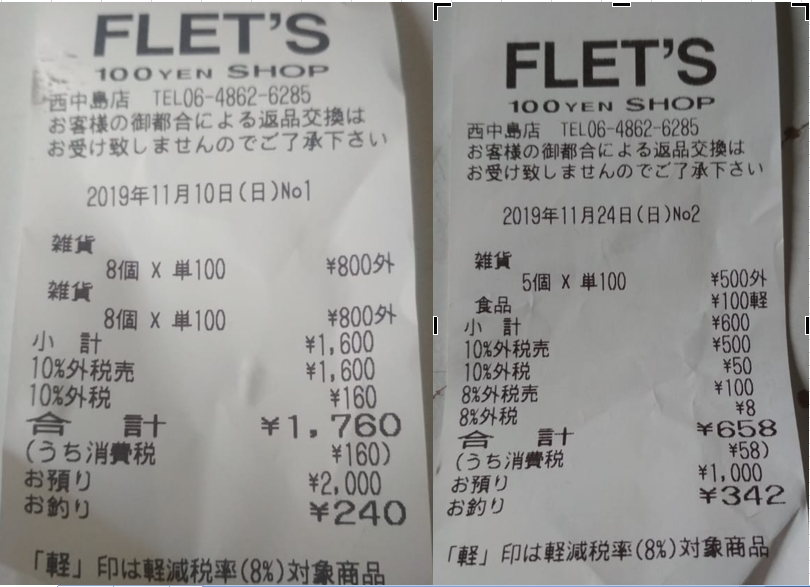 FLET'S
100YEN SHOP
西中島店 TEL06-4862-6285
お客様の御都合による返品交換は
お受け致しませんのでご了承下さい
2019年11月10日(日)No1
雑貨
8個 X 単100 ¥800外
雑貨
8個 X 単100 ¥800外
小 計 ¥1,600
10%外税売 ¥1,600
10%外税 ¥160
合 計 ¥1,760
(うち消費税 ¥160)
お預り ¥2,000
お釣り ¥240
「軽」印は軽減税率(8%)対象商品
FLET'S
100YEN SHOP
西中島店 TEL06-4862-6285
お客様の御都合による返品交換は
お受け致しませんのでご了承下さい
2019年11月24日(日)No2
雑貨
5個 X 単100 ¥500外
食品 ¥100軽
小 計 ¥600
10%外税売 ¥500
10%外税 ¥50
8%外税売 ¥100
8%外税 ¥8
合 計 ¥658
(うち消費税 ¥58)
お預り ¥1,000
お釣り ¥342
「軽」印は軽減税率(8%)対象商品